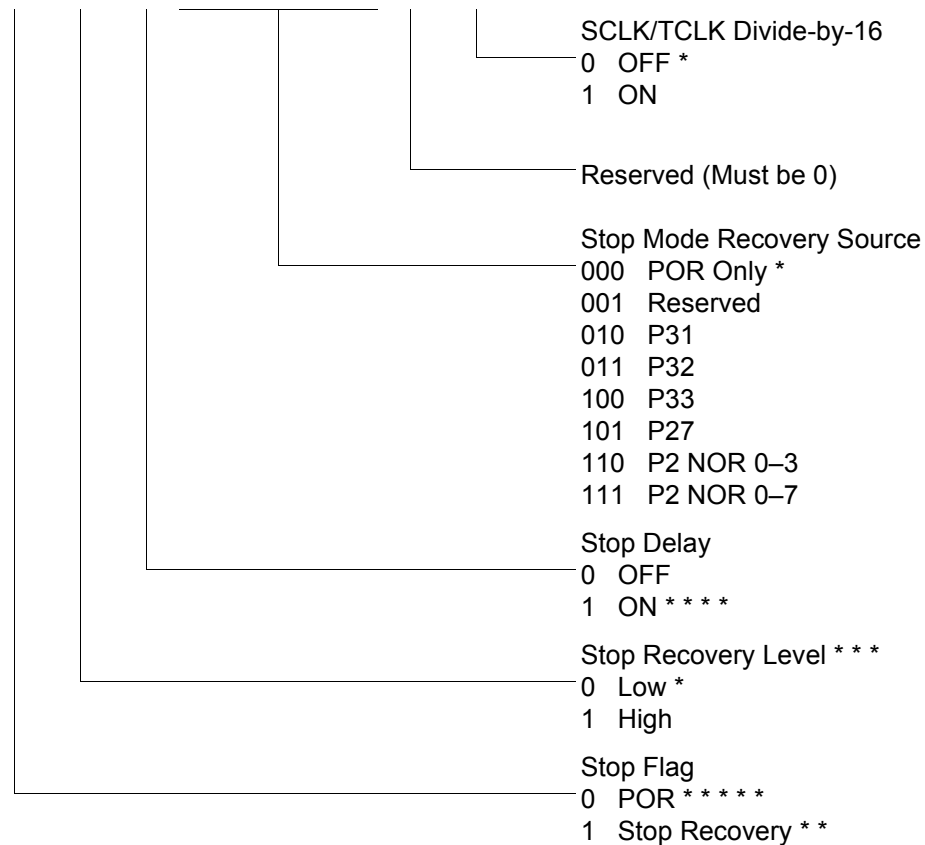 SCLK/TCLK Divide-by-16
0 OFF *
1 ON
Reserved (Must be 0)
Stop Mode Recovery Source
000 POR Only *
001 Reserved
010 P31
011 P32
100 P33
101 P27
110 P2 NOR 0–3
111 P2 NOR 0–7
Stop Delay
0 OFF
1 ON * * * *
Stop Recovery Level * * *
0 Low *
1 High
Stop Flag
0 POR * * * * *
1 Stop Recovery * *